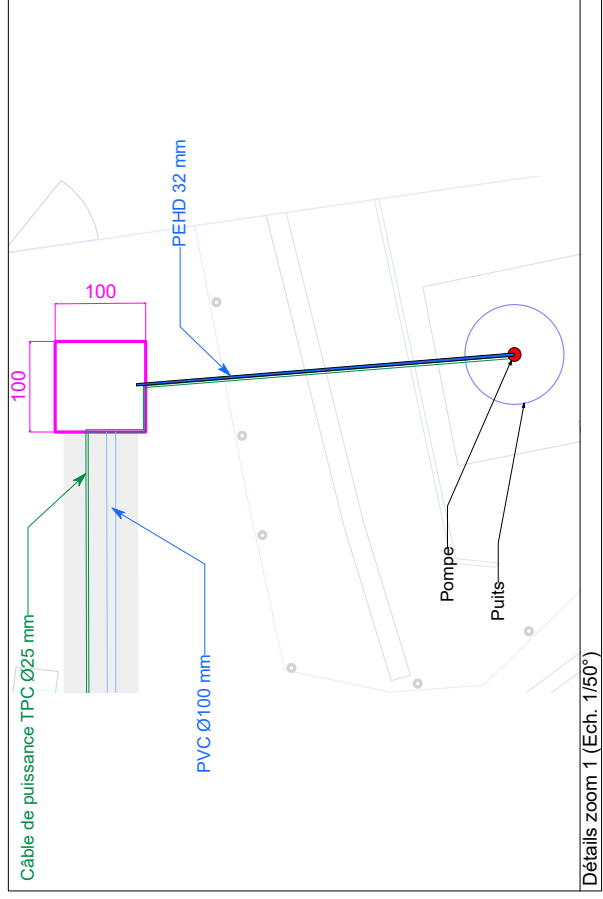 Câble de puissance TPC Ø25 mm
100
100
PEHD 32 mm
PVC Ø100 mm
Pompe
Puits
Détails zoom 1 (Ech. 1/50°)